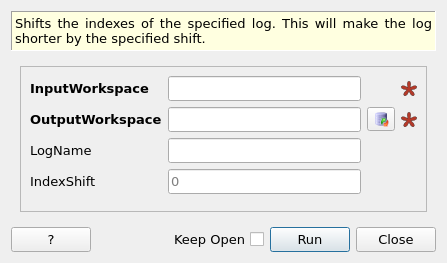 Shifts the indexes of the specified log. This will make the log
shorter by the specified shift.
InputWorkspace *
OutputWorkspace *
LogName
IndexShift 0
? Keep Open Run Close